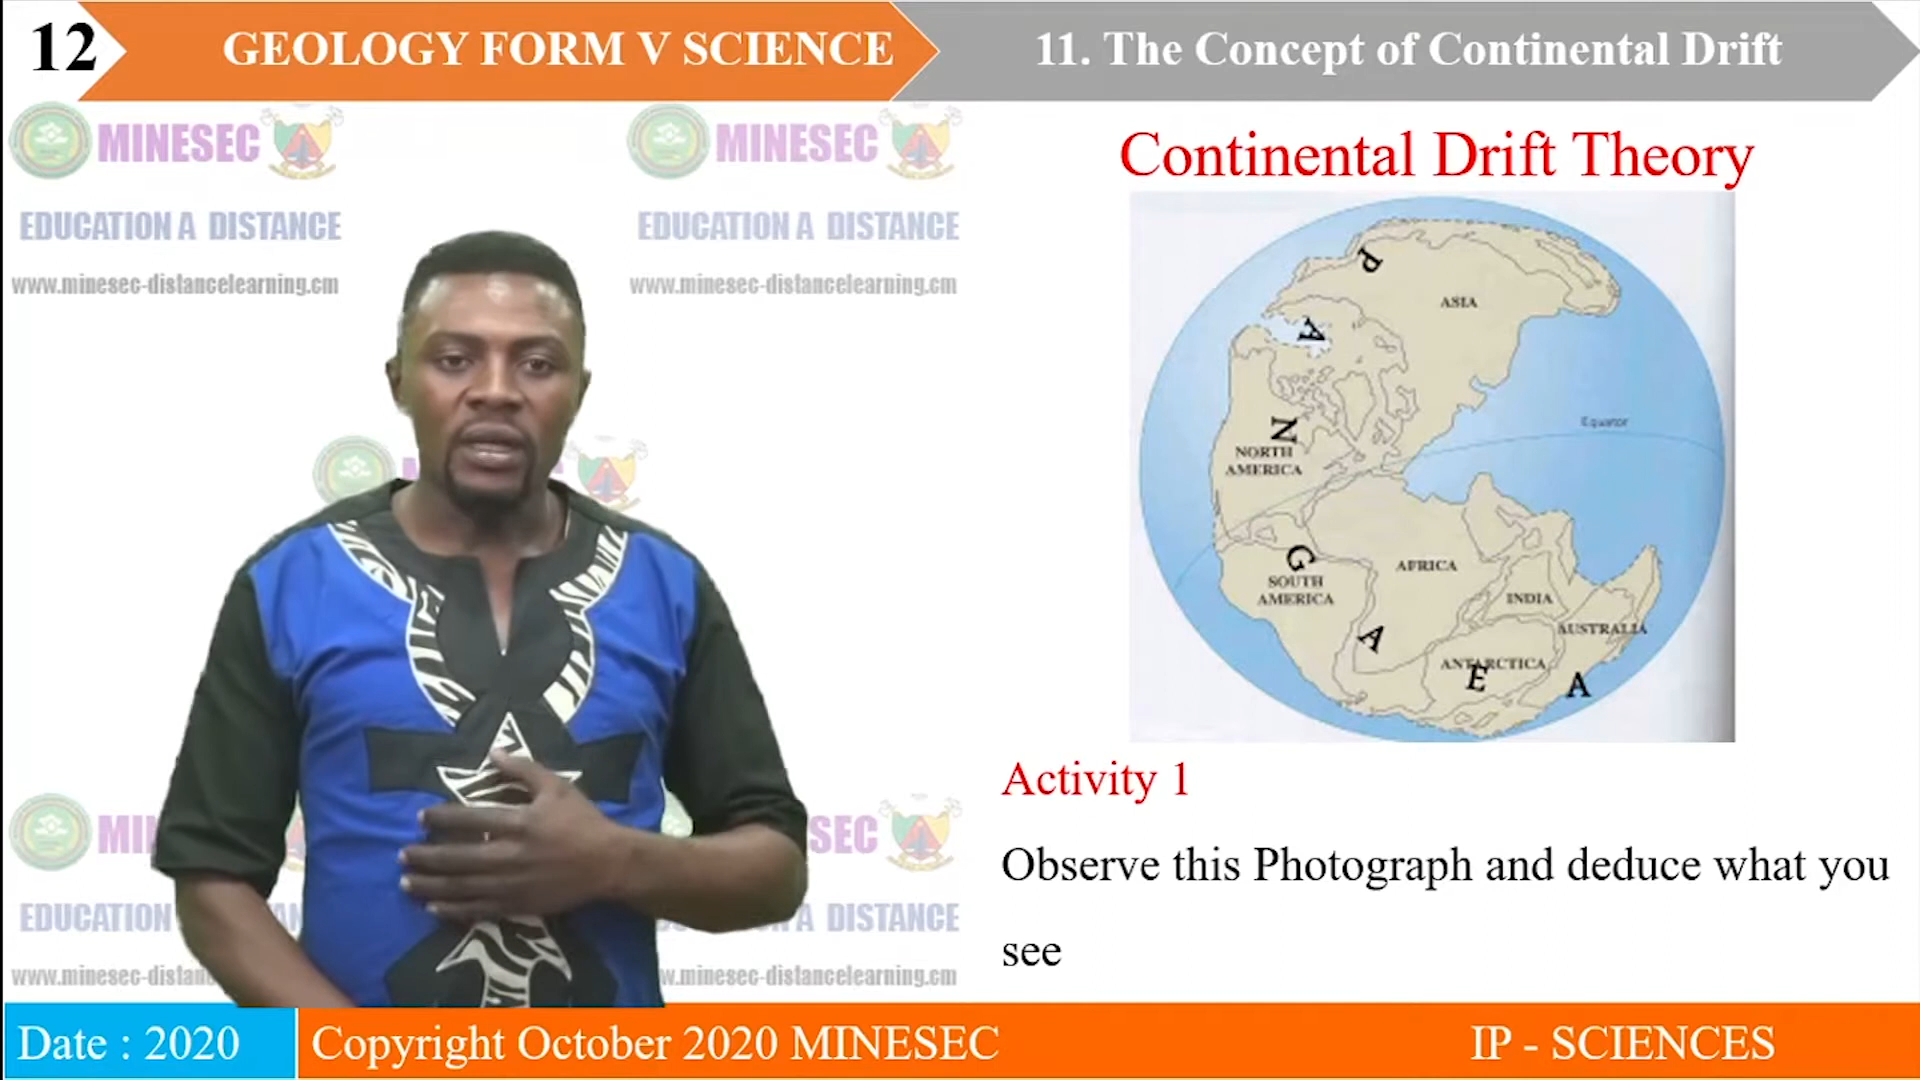 12
GEOLOGY FORM V SCIENCE
11. The Concept of Continental Drift
MINESEC
EDUCATION A DISTANCE
www.minesec-distancelearning.cm
MINESEC
EDUCATION A DISTANCE
www.minesec-distancelearning.cm
Continental Drift Theory
P
ASIA
A
Equator
N
NORTH
AMERICA
G
SOUTH
AMERICA
AFRICA
INDIA
A
AUSTRALIA
ANTARCTICA
E
A
Activity 1
Observe this Photograph and deduce what you
see
Date : 2020
Copyright October 2020 MINESEC
IP - SCIENCES